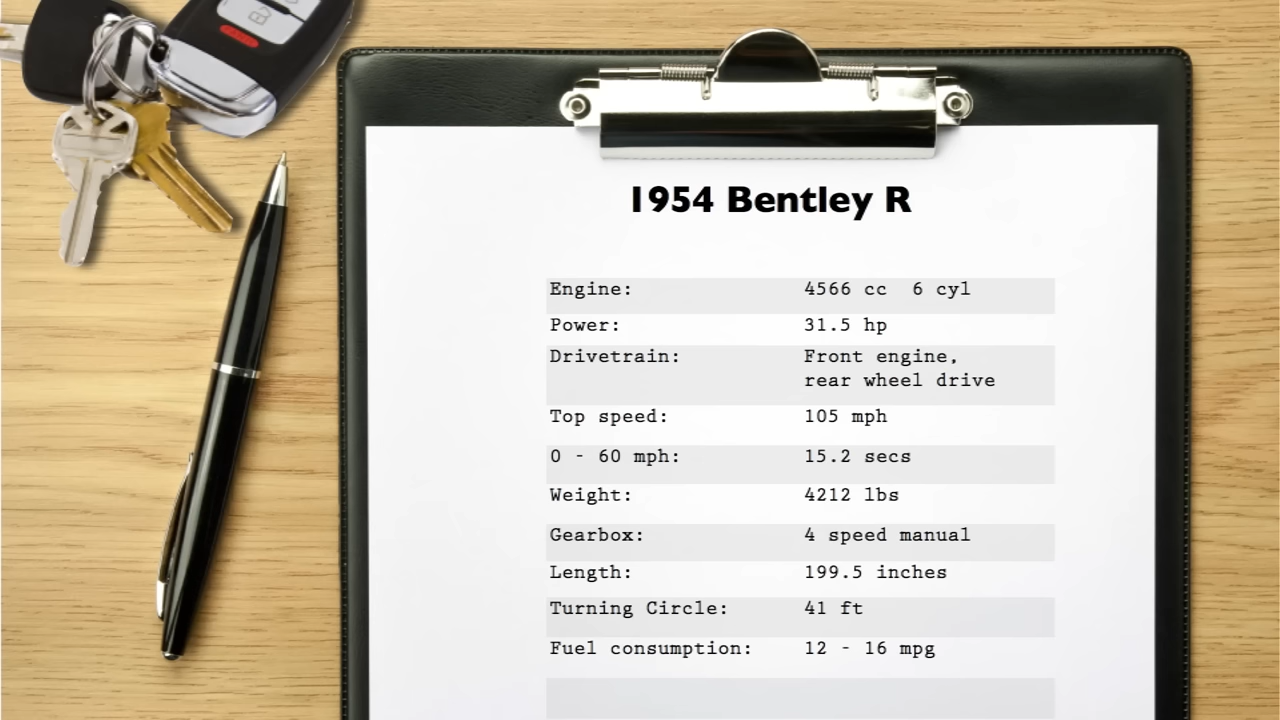 1954 Bentley R
Engine: 4566 cc 6 cyl
Power: 31.5 hp
Drivetrain: Front engine,
rear wheel drive
Top speed: 105 mph
0 - 60 mph: 15.2 secs
Weight: 4212 lbs
Gearbox: 4 speed manual
Length: 199.5 inches
Turning Circle: 41 ft
Fuel consumption: 12 - 16 mpg